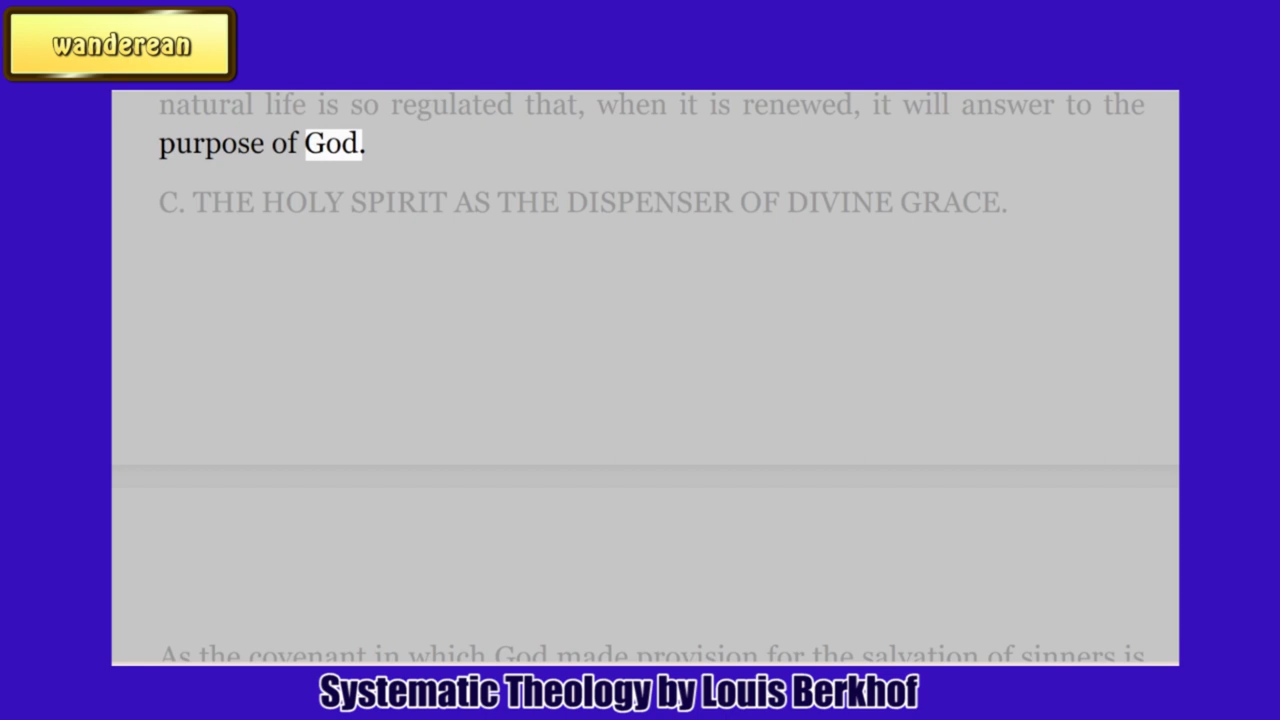 wanderean
natural life is so regulated that, when it is renewed, it will answer to the
purpose of God.
C. THE HOLY SPIRIT AS THE DISPENSER OF DIVINE GRACE.
As the covenant in which God made provision for the salvation of sinners is
Systematic Theology by Louis Berkhof